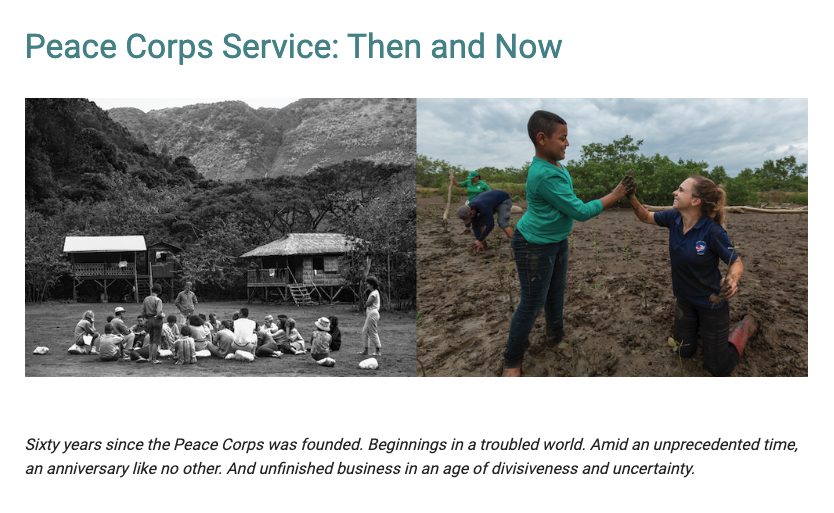 Peace Corps Service: Then and Now
Sixty years since the Peace Corps was founded. Beginnings in a troubled world. Amid an unprecedented time,
an anniversary like no other. And unfinished business in an age of divisiveness and uncertainty.